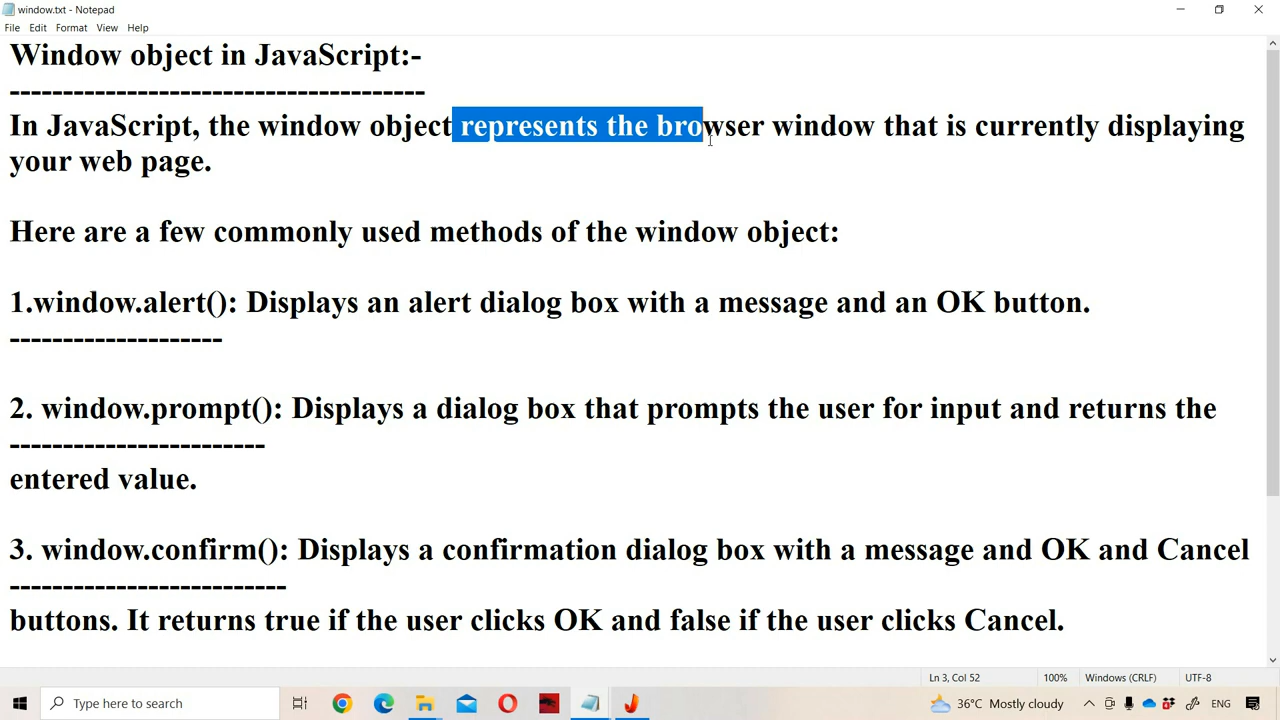 window.txt - Notepad
File Edit Format View Help
Window object in JavaScript:-
---------------------------------------
In JavaScript, the window object represents the browser window that is currently displaying
your web page.
Here are a few commonly used methods of the window object:
1.window.alert(): Displays an alert dialog box with a message and an OK button.
--------------------
2. window.prompt(): Displays a dialog box that prompts the user for input and returns the
------------------------
entered value.
3. window.confirm(): Displays a confirmation dialog box with a message and OK and Cancel
--------------------------
buttons. It returns true if the user clicks OK and false if the user clicks Cancel.
Ln 3, Col 52 100% Windows (CRLF) UTF-8
Type here to search 36°C Mostly cloudy ENG